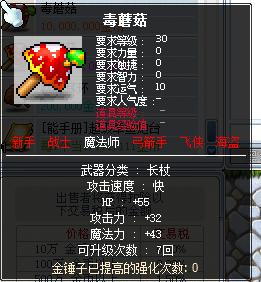 毒蘑菇
要求等级: 30
要求力量: 0
要求敏捷: 0
要求智力: 0
要求运气: 10
要求人气度: -
道具等级: -
道具经验值: -
新手 战士 魔法师 弓箭手 飞侠 海盗
武器分类 : 长杖
攻击速度 : 快
HP : +55
攻击力 : +32
魔法力 : +43
可升级次数 : 7回
金锤子已提高的强化次数: 0